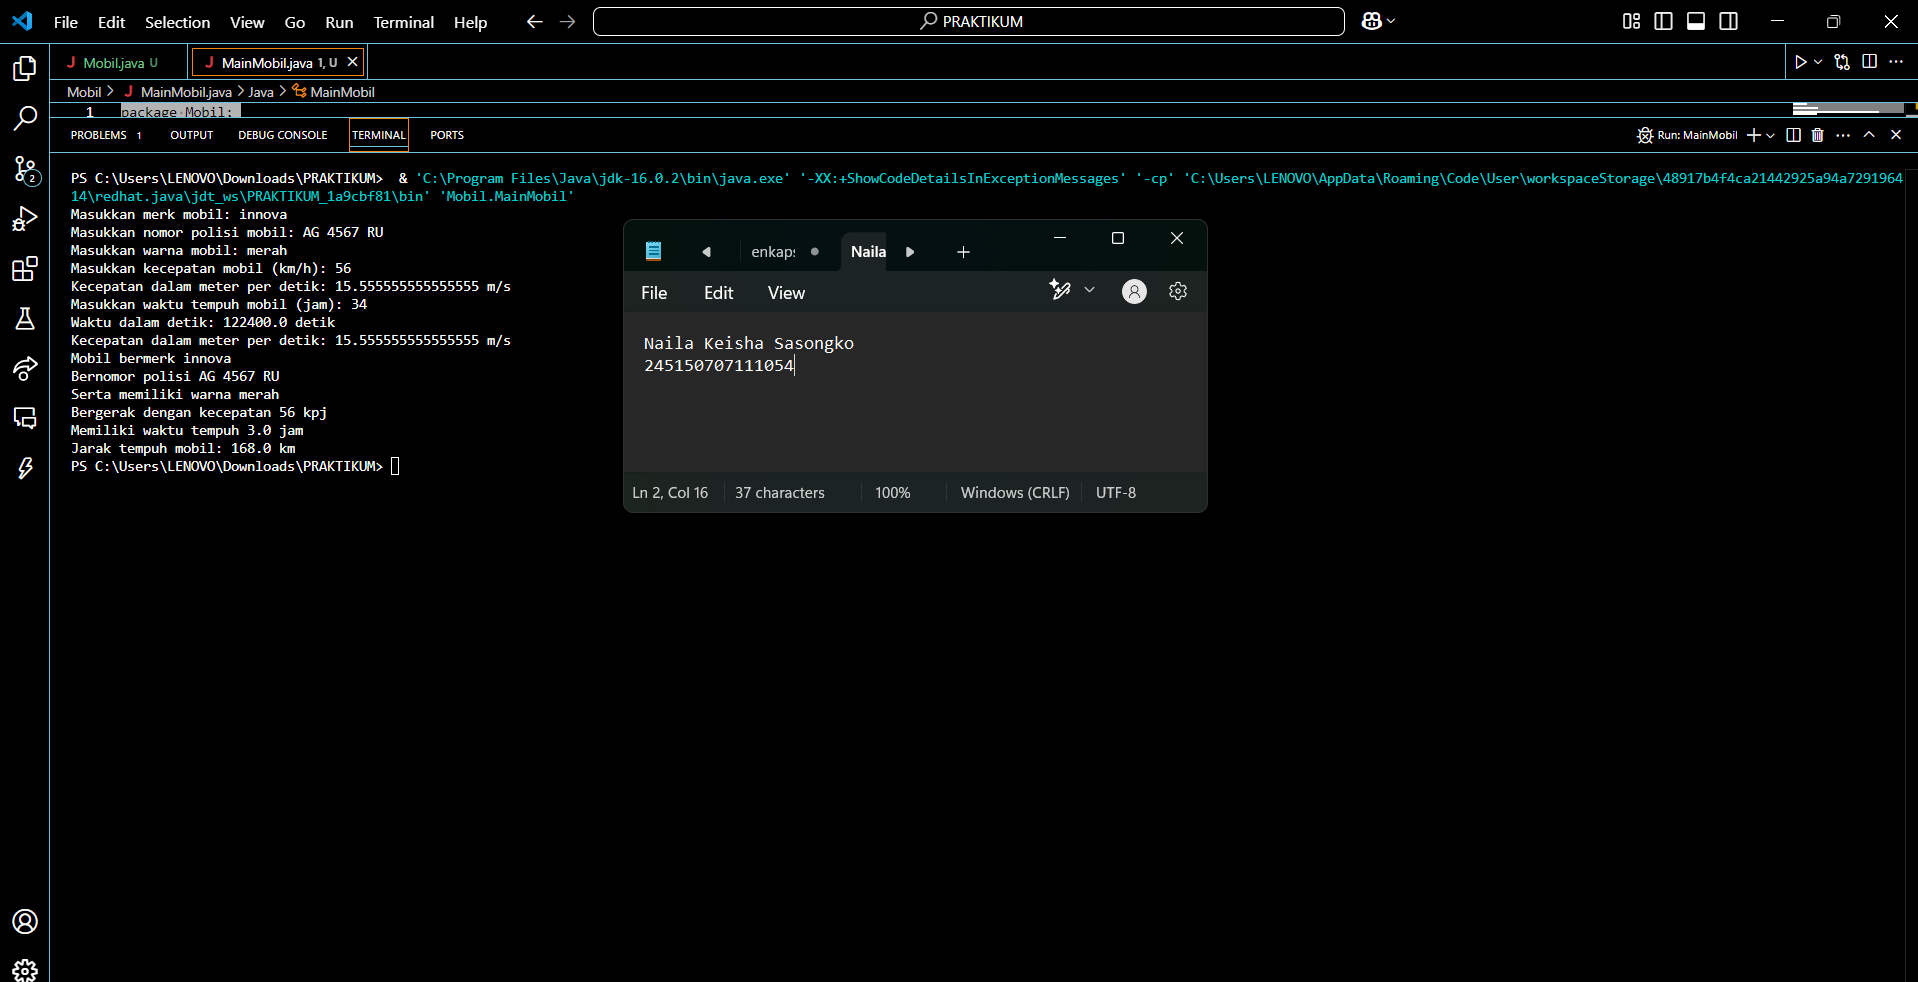 File Edit Selection View Go Run Terminal Help
PRAKTIKUM
Mobil.java U
MainMobil.java 1, U
Mobil > MainMobil.java > Java > MainMobil
1 package Mobil;
PROBLEMS 1 OUTPUT DEBUG CONSOLE TERMINAL PORTS
Run: MainMobil
PS C:\Users\LENOVO\Downloads\PRAKTIKUM>  & 'C:\Program Files\Java\jdk-16.0.2\bin\java.exe' '-XX:+ShowCodeDetailsInExceptionMessages' '-cp' 'C:\Users\LENOVO\AppData\Roaming\Code\User\workspaceStorage\48917b4f4ca21442925a94a7291964
14\redhat.java\jdt_ws\PRAKTIKUM_1a9cbf81\bin' 'Mobil.MainMobil'
Masukkan merk mobil: innova
Masukkan nomor polisi mobil: AG 4567 RU
Masukkan warna mobil: merah
Masukkan kecepatan mobil (km/h): 56
Kecepatan dalam meter per detik: 15.555555555555555 m/s
Masukkan waktu tempuh mobil (jam): 34
Waktu dalam detik: 122400.0 detik
Kecepatan dalam meter per detik: 15.555555555555555 m/s
Mobil bermerk innova
Bernomor polisi AG 4567 RU
Serta memiliki warna merah
Bergerak dengan kecepatan 56 kpj
Memiliki waktu tempuh 3.0 jam
Jarak tempuh mobil: 168.0 km
PS C:\Users\LENOVO\Downloads\PRAKTIKUM>
2
enkaps
Naila
File Edit View
Naila Keisha Sasongko
245150707111054
Ln 2, Col 16 37 characters 100% Windows (CRLF) UTF-8